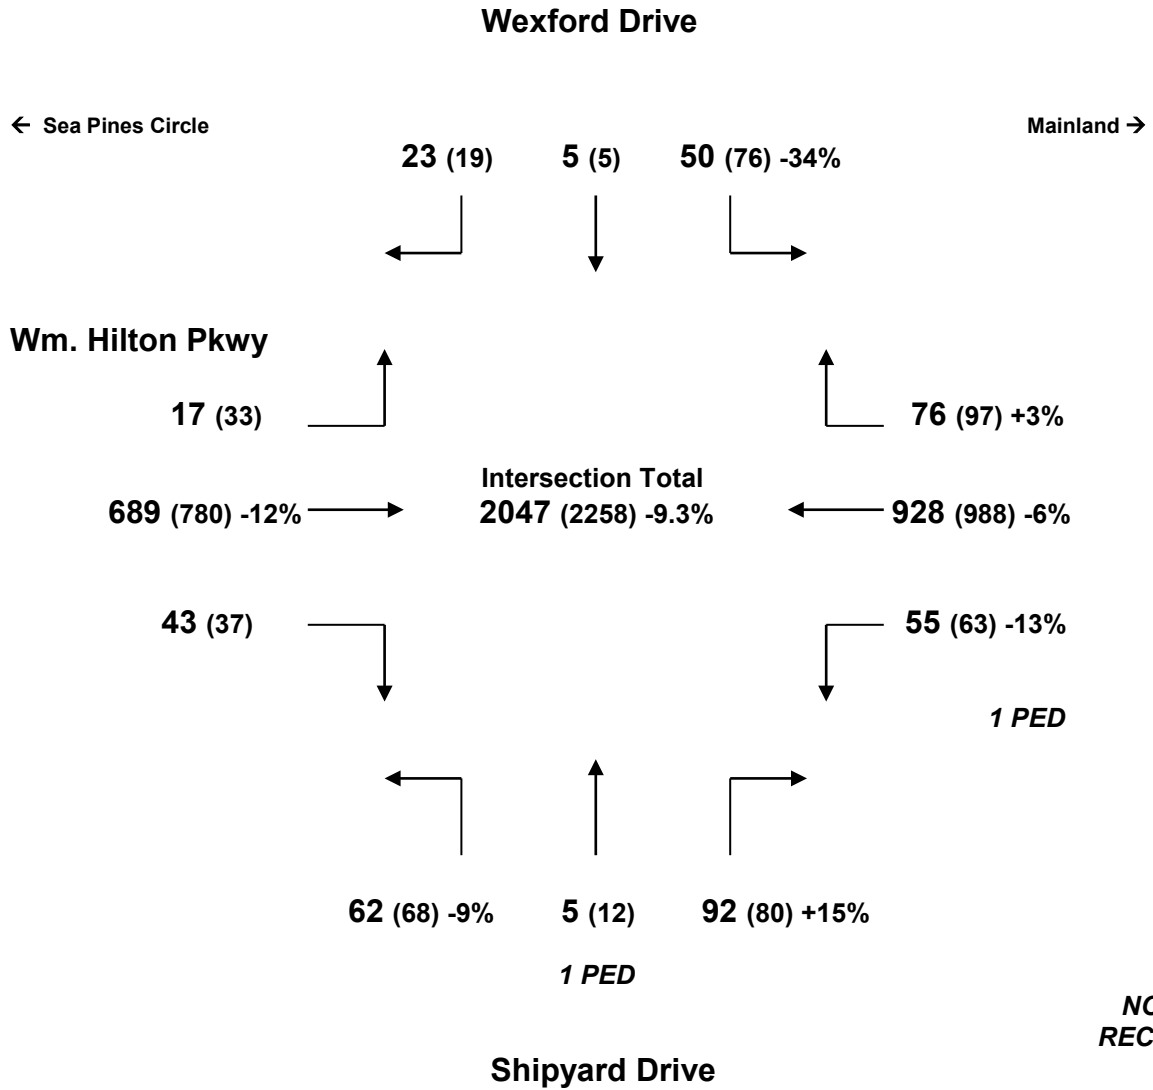 Wexford Drive
← Sea Pines Circle
Mainland →
23 (19)
5 (5)
50 (76) -34%
Wm. Hilton Pkwy
17 (33)
76 (97) +3%
Intersection Total
689 (780) -12%
2047 (2258) -9.3%
928 (988) -6%
43 (37)
55 (63) -13%
1 PED
62 (68) -9%
5 (12)
92 (80) +15%
1 PED
Shipyard Drive